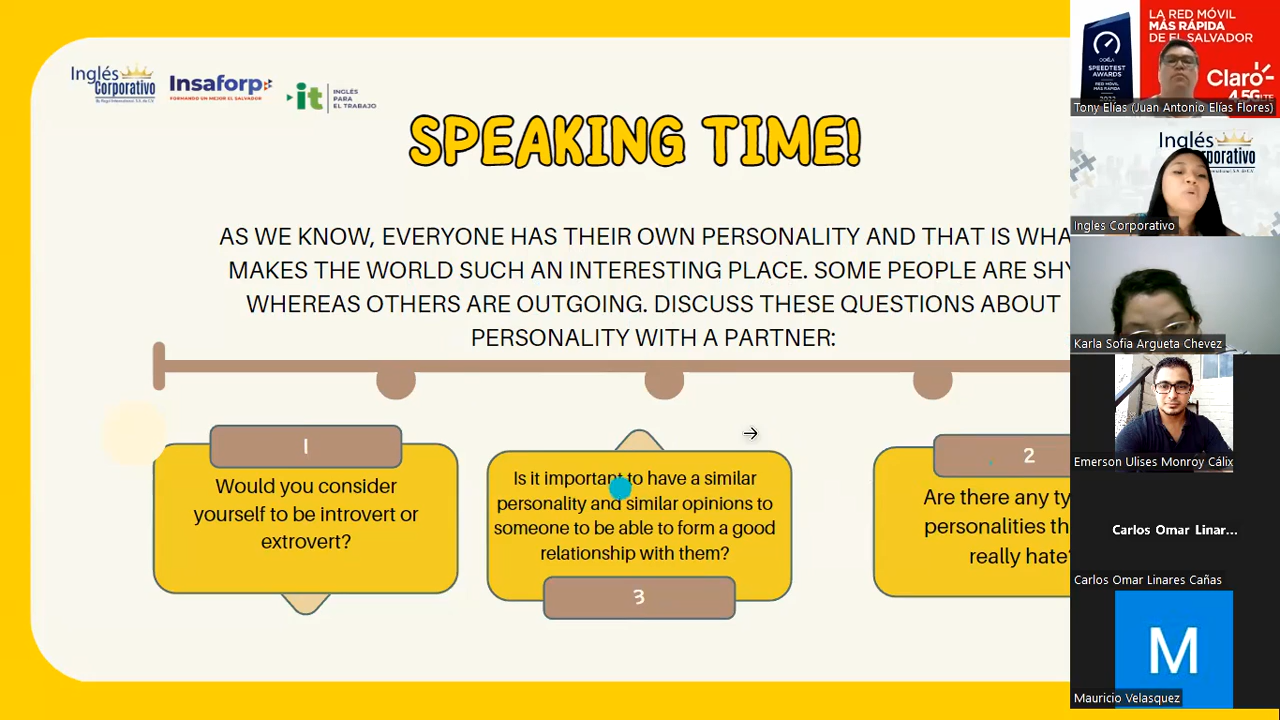 Inglés
Corporativo
Insaforp
FORMANDO UN MEJOR EL SALVADOR
it
INGLÉS
PARA
EL TRABAJO
SPEAKING TIME!
AS WE KNOW, EVERYONE HAS THEIR OWN PERSONALITY AND THAT IS WHA
MAKES THE WORLD SUCH AN INTERESTING PLACE. SOME PEOPLE ARE SHY
WHEREAS OTHERS ARE OUTGOING. DISCUSS THESE QUESTIONS ABOUT
PERSONALITY WITH A PARTNER:
1
Would you consider
yourself to be introvert or
extrovert?
Is it important to have a similar
personality and similar opinions to
someone to be able to form a good
relationship with them?
3
2
Are there any ty
personalities th
really hate?
LA RED MÓVIL
MÁS RÁPIDA
DE EL SALVADOR
SPEEDTEST
AWARDS
Claro
4.5G
Tony Elías (Juan Antonio Elías Flores)
Inglés
rporativo
Ingles Corporativo
Karla Sofia Argueta Chevez
Emerson Ulises Monroy Cálix
Carlos Omar Linar...
Carlos Omar Linares Cañas
M
Mauricio Velasquez